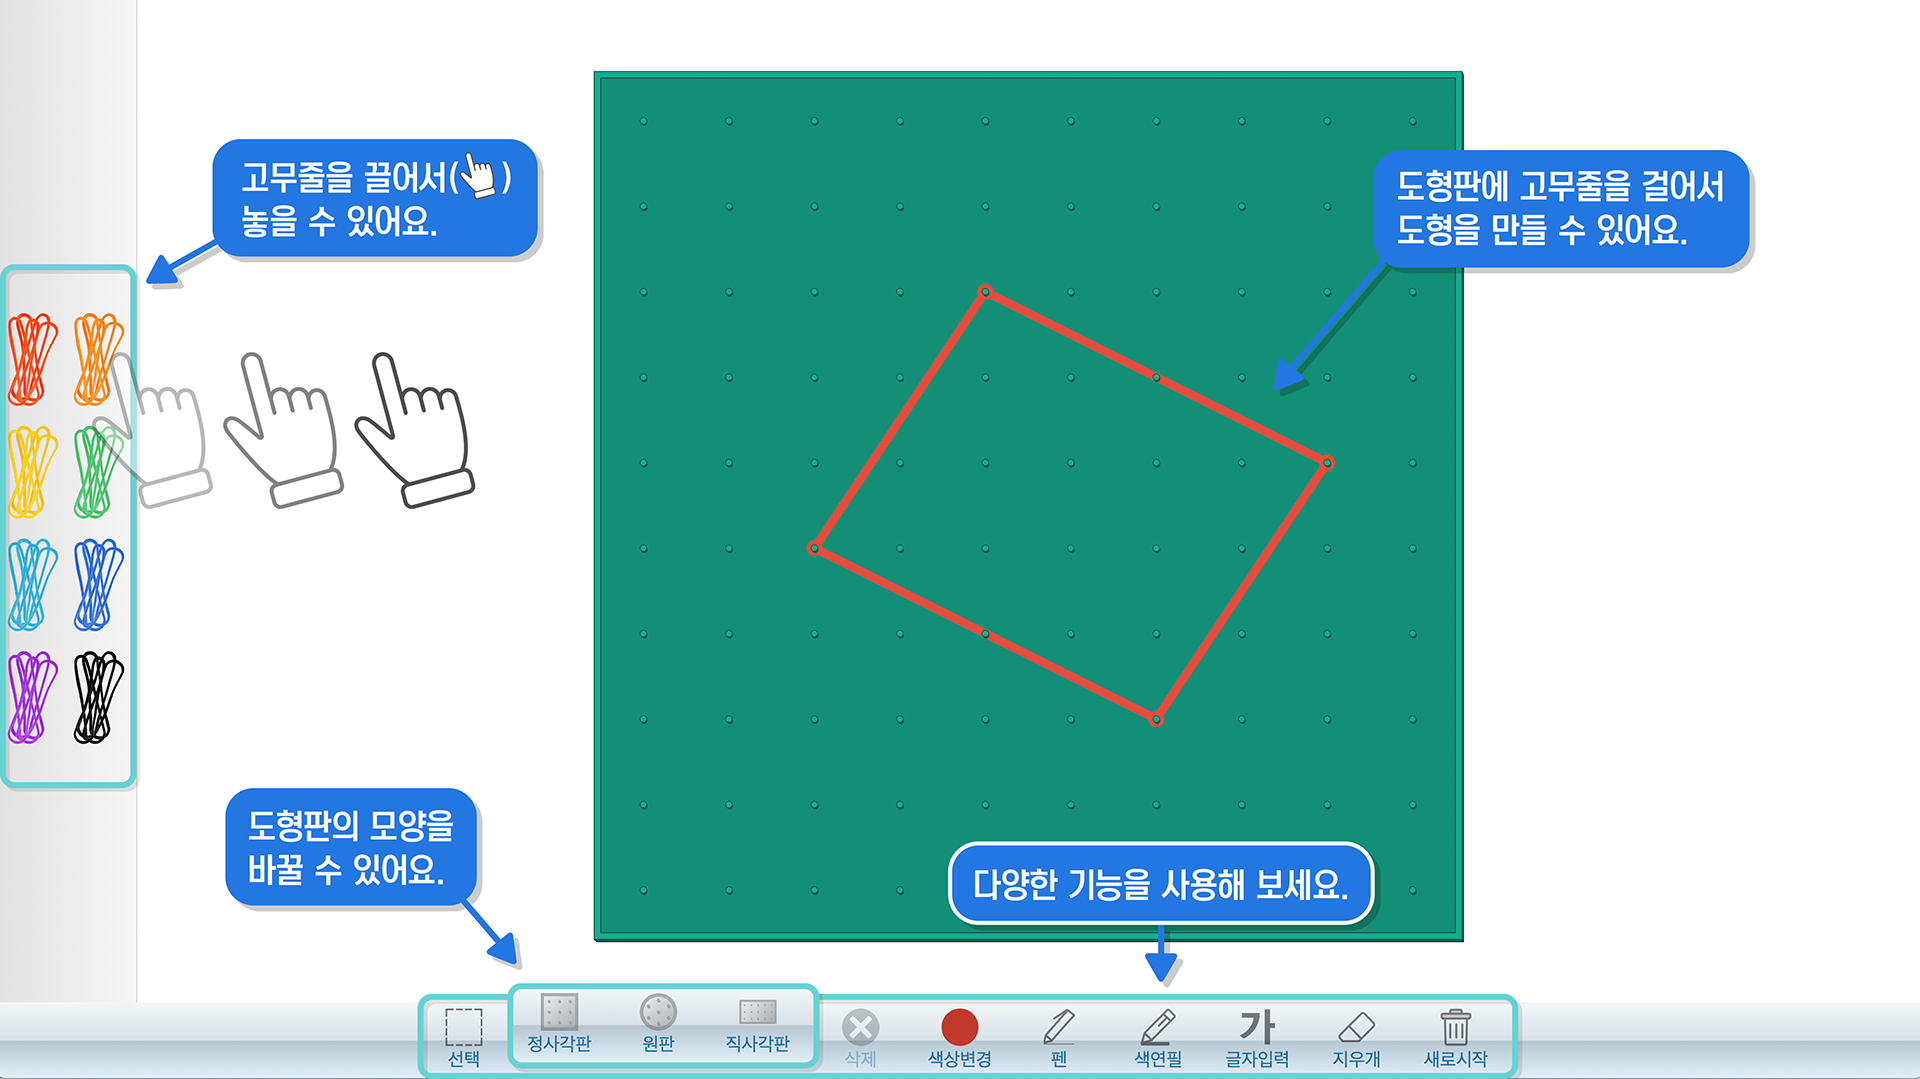 고무줄을 끌어서( )
놓을 수 있어요.
도형판에 고무줄을 걸어서
도형을 만들 수 있어요.
도형판의 모양을
바꿀 수 있어요.
다양한 기능을 사용해 보세요.
선택
정사각판
원판
직사각판
삭제
색상변경
펜
색연필
가
글자입력
지우개
새로시작